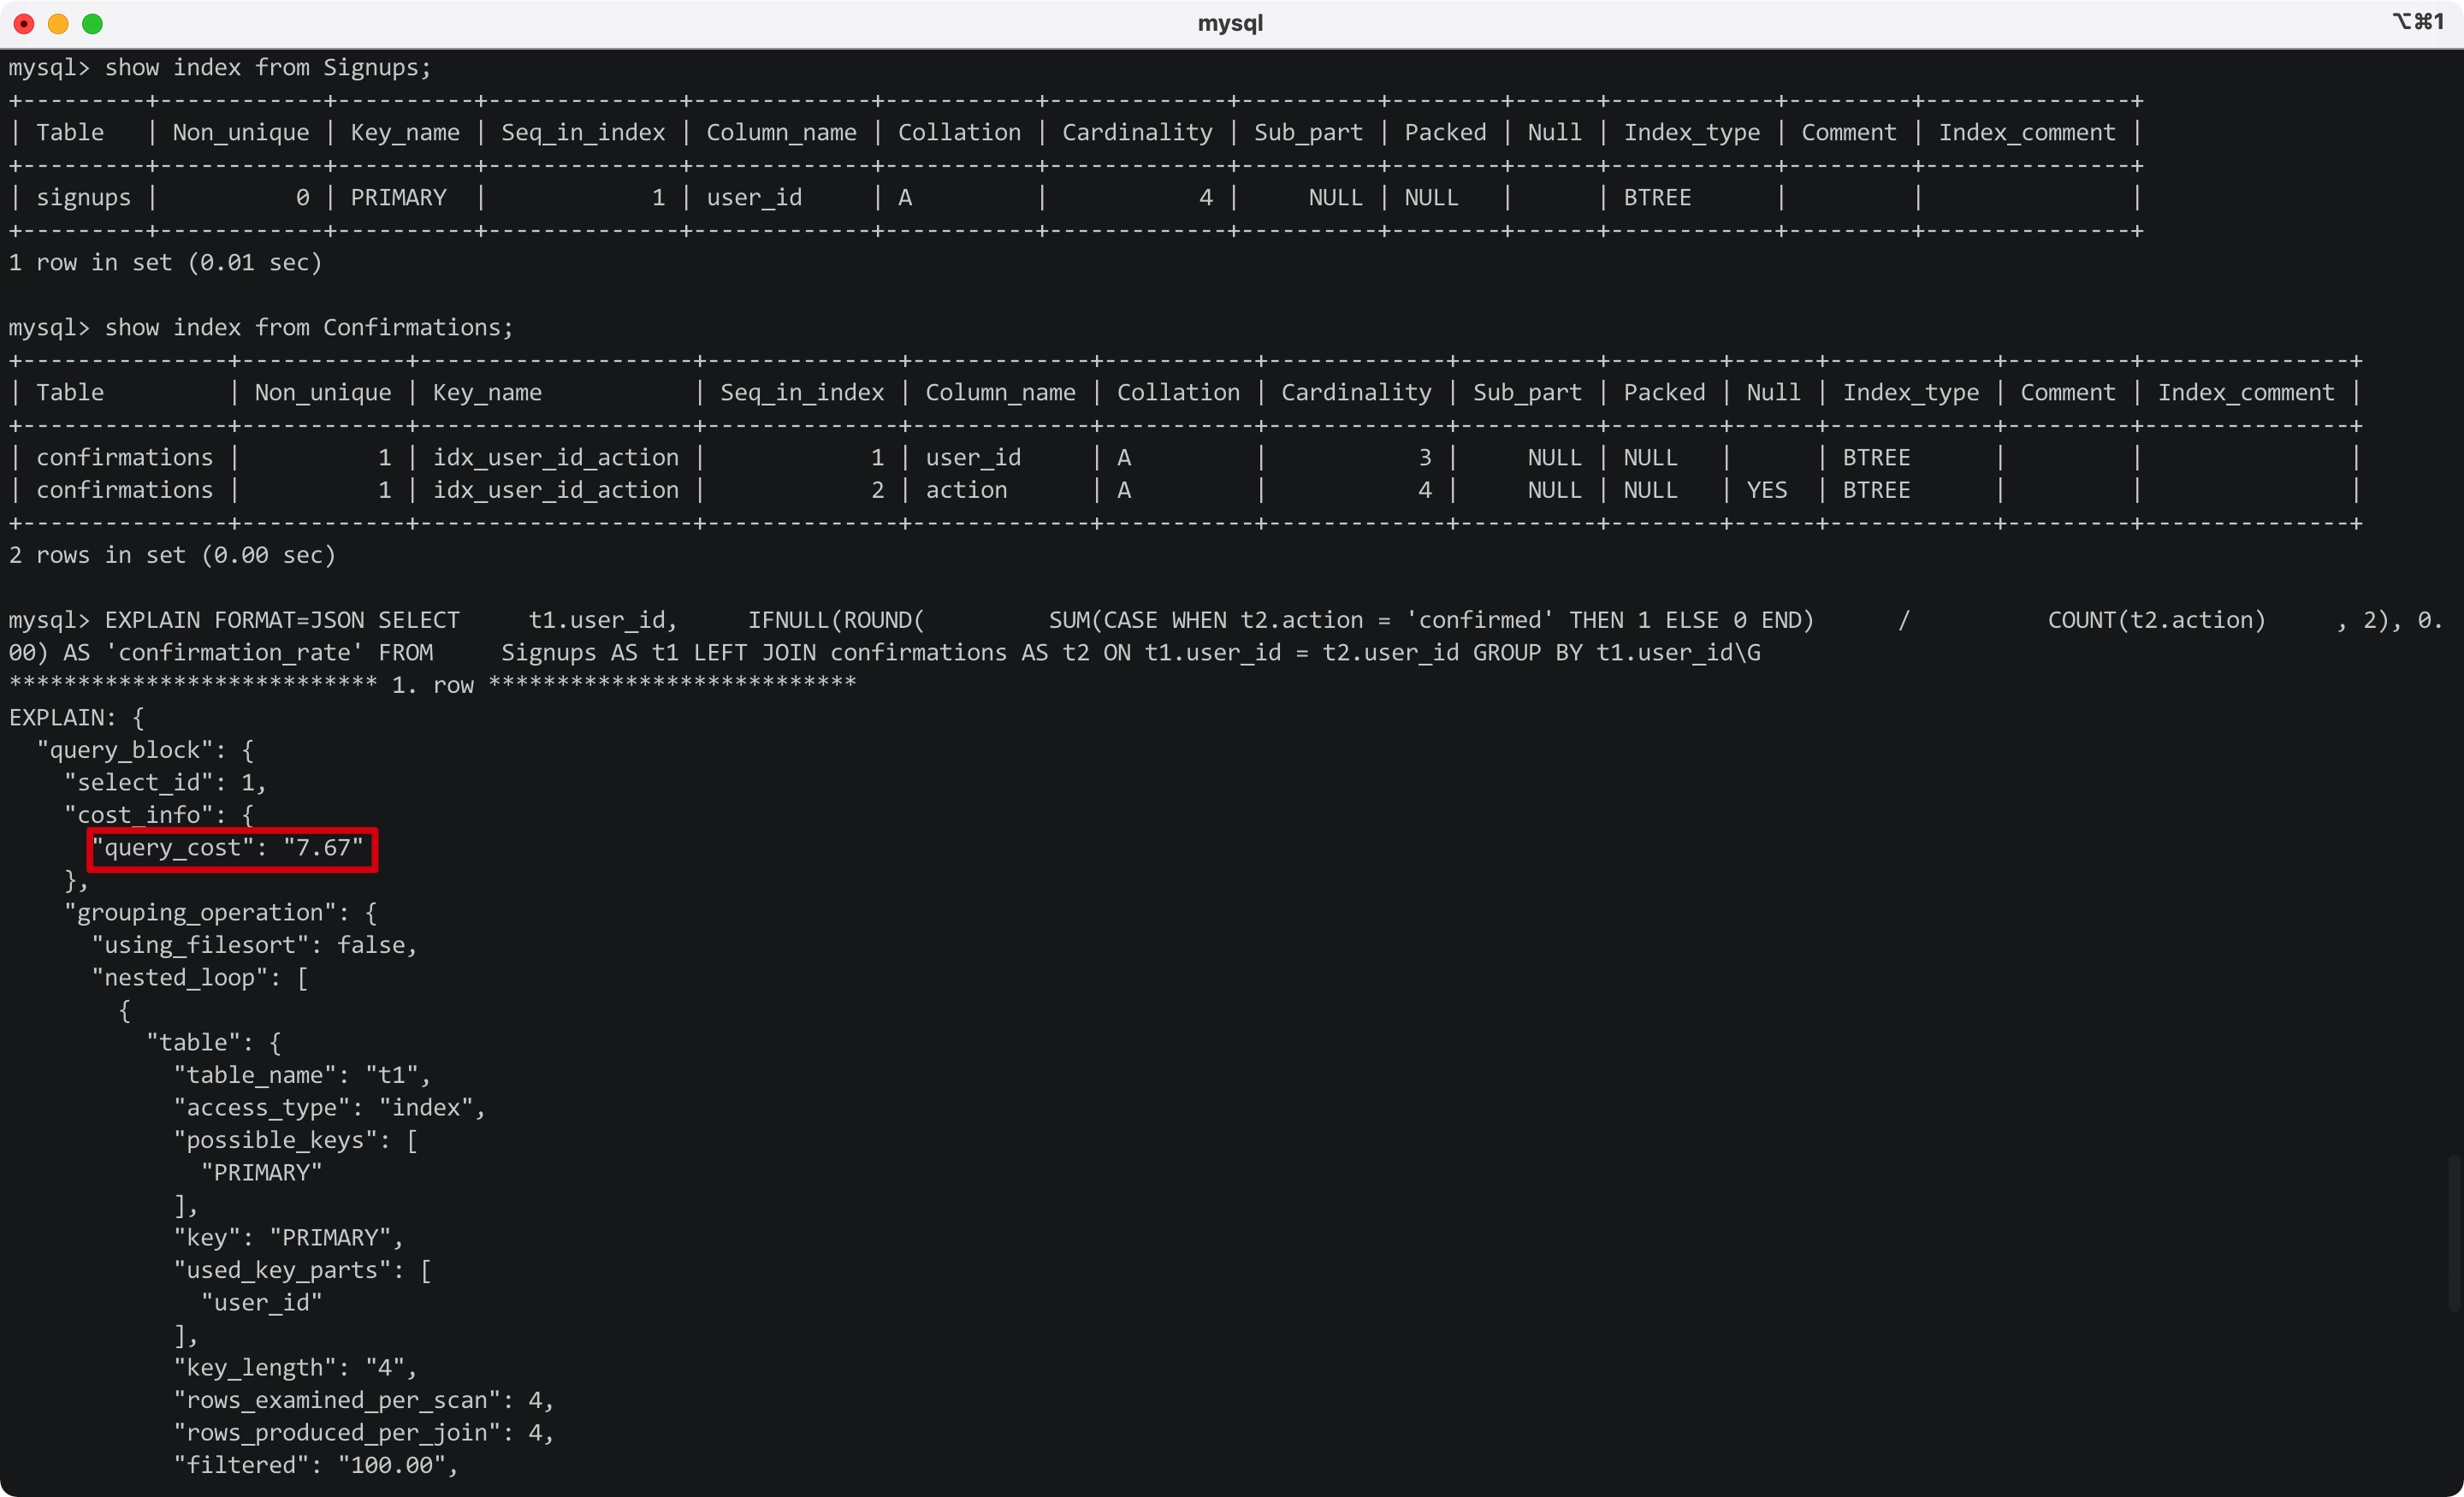 mysql
⌥⌘1
mysql> show index from Signups;
+---------+------------+----------+--------------+-------------+-----------+-------------+----------+--------+------+------------+---------+---------------+
| Table   | Non_unique | Key_name | Seq_in_index | Column_name | Collation | Cardinality | Sub_part | Packed | Null | Index_type | Comment | Index_comment |
+---------+------------+----------+--------------+-------------+-----------+-------------+----------+--------+------+------------+---------+---------------+
| signups |          0 | PRIMARY  |            1 | user_id     | A         |           4 |     NULL | NULL   |      | BTREE      |         |               |
+---------+------------+----------+--------------+-------------+-----------+-------------+----------+--------+------+------------+---------+---------------+
1 row in set (0.01 sec)
mysql> show index from Confirmations;
+---------------+------------+--------------------+--------------+-------------+-----------+-------------+----------+--------+------+------------+---------+---------------+
| Table         | Non_unique | Key_name           | Seq_in_index | Column_name | Collation | Cardinality | Sub_part | Packed | Null | Index_type | Comment | Index_comment |
+---------------+------------+--------------------+--------------+-------------+-----------+-------------+----------+--------+------+------------+---------+---------------+
| confirmations |          1 | idx_user_id_action |            1 | user_id     | A         |           3 |     NULL | NULL   |      | BTREE      |         |               |
| confirmations |          1 | idx_user_id_action |            2 | action      | A         |           4 |     NULL | NULL   | YES  | BTREE      |         |               |
+---------------+------------+--------------------+--------------+-------------+-----------+-------------+----------+--------+------+------------+---------+---------------+
2 rows in set (0.00 sec)
mysql> EXPLAIN FORMAT=JSON SELECT     t1.user_id,     IFNULL(ROUND(         SUM(CASE WHEN t2.action = 'confirmed' THEN 1 ELSE 0 END)      /          COUNT(t2.action)     , 2), 0.
00) AS 'confirmation_rate' FROM     Signups AS t1 LEFT JOIN confirmations AS t2 ON t1.user_id = t2.user_id GROUP BY t1.user_id\G
*************************** 1. row ***************************
EXPLAIN: {
  "query_block": {
    "select_id": 1,
    "cost_info": {
      "query_cost": "7.67"
    },
    "grouping_operation": {
      "using_filesort": false,
      "nested_loop": [
        {
          "table": {
            "table_name": "t1",
            "access_type": "index",
            "possible_keys": [
              "PRIMARY"
            ],
            "key": "PRIMARY",
            "used_key_parts": [
              "user_id"
            ],
            "key_length": "4",
            "rows_examined_per_scan": 4,
            "rows_produced_per_join": 4,
            "filtered": "100.00",